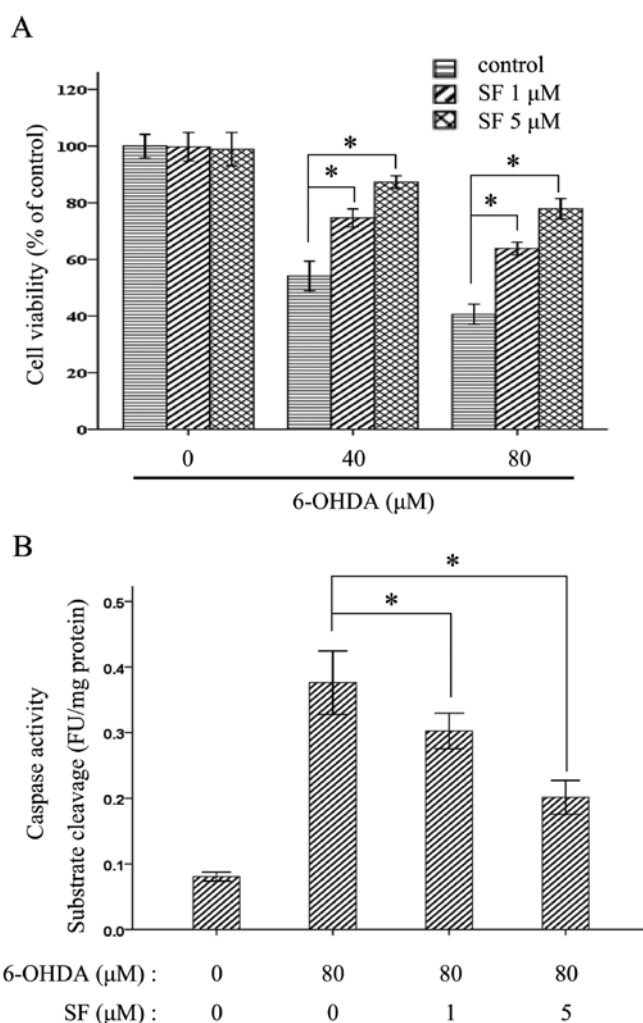 A
control
SF 1 μM
SF 5 μM
Cell viability (% of control)
120
100
80
60
40
20
0
* * * *
0 40 80
6-OHDA (μM)
B
Caspase activity
Substrate cleavage (FU/mg protein)
0.5
0.4
0.3
0.2
0.1
0.0
* *
6-OHDA (μM) : 0 80 80 80
SF (μM) : 0 0 1 5